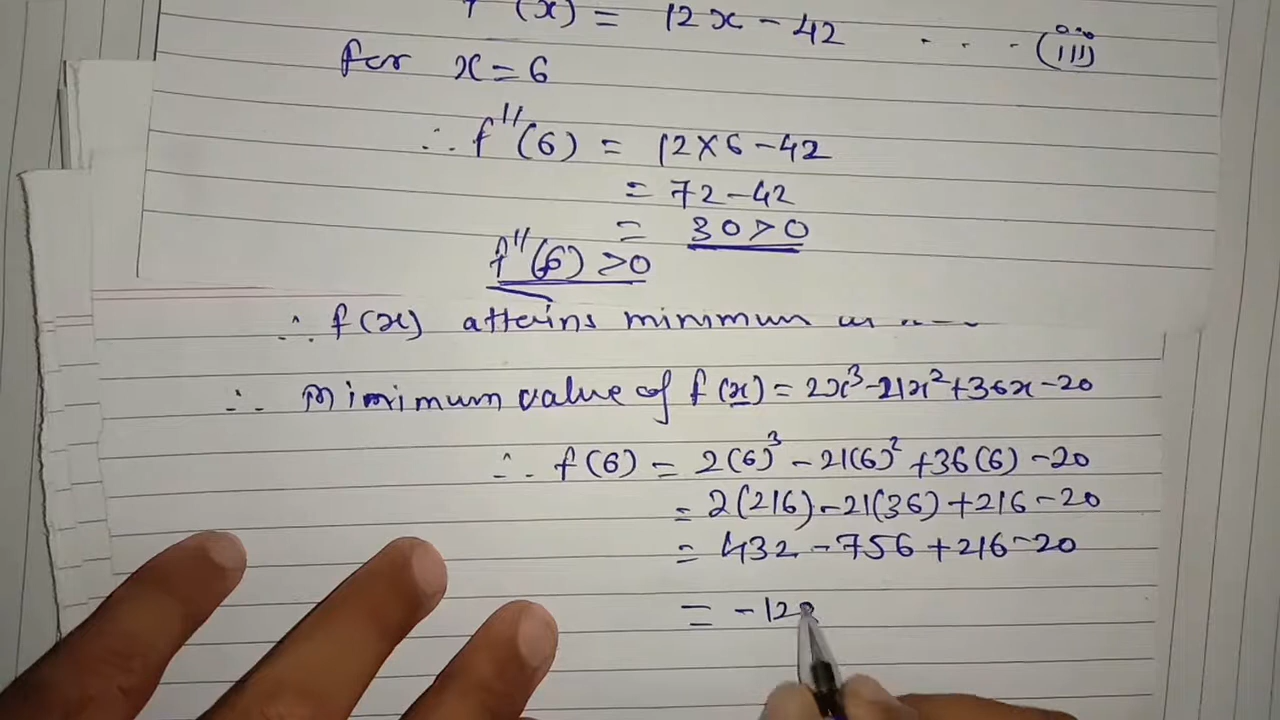 f''(x) = 12x - 42 . . . (iii)
for x = 6
∴ f''(6) = 12×6 - 42
= 72 - 42
= 30 > 0
f''(6) > 0
∴ f(x) attains minimum
∴ Minimum value of f(x) = 2x³ - 21x² + 36x - 20
∴ f(6) = 2(6)³ - 21(6)² + 36(6) - 20
= 2(216) - 21(36) + 216 - 20
= 432 - 756 + 216 - 20
= -128